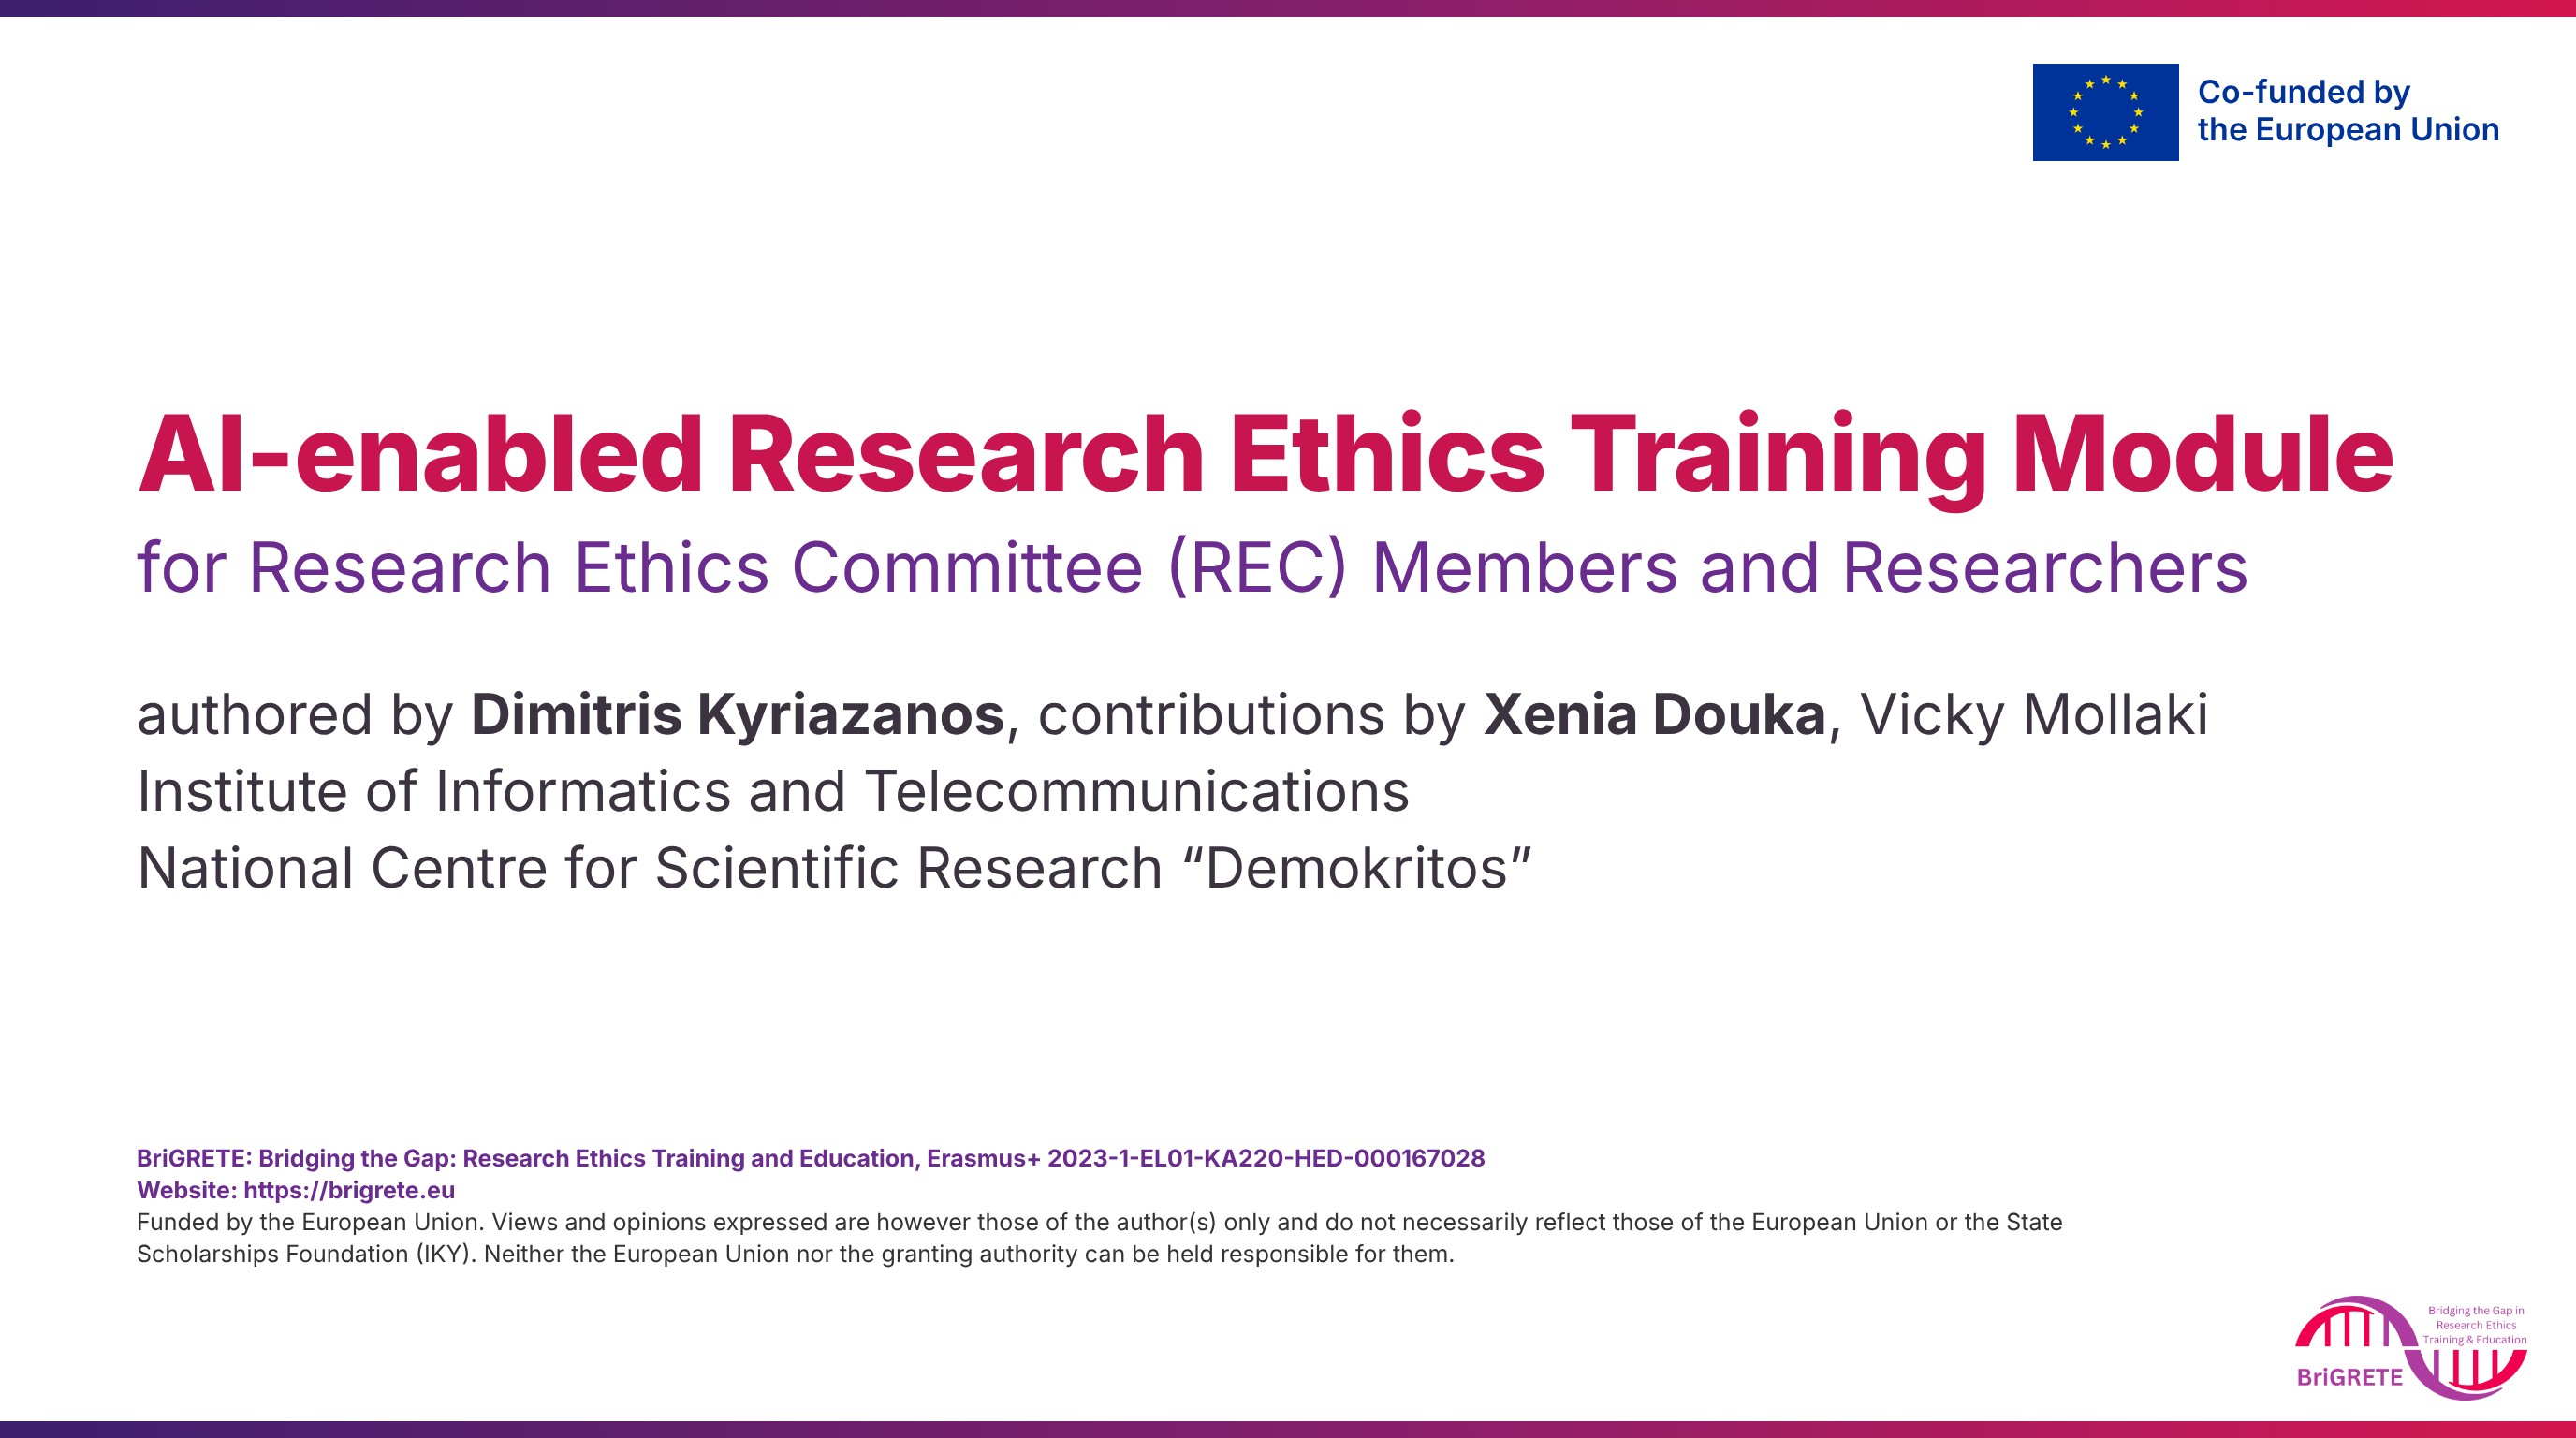 Co-funded by
the European Union
AI-enabled Research Ethics Training Module
for Research Ethics Committee (REC) Members and Researchers
authored by Dimitris Kyriazanos, contributions by Xenia Douka, Vicky Mollaki
Institute of Informatics and Telecommunications
National Centre for Scientific Research “Demokritos”
BriGRETE: Bridging the Gap: Research Ethics Training and Education, Erasmus+ 2023-1-EL01-KA220-HED-000167028
Website: https://brigrete.eu
Funded by the European Union. Views and opinions expressed are however those of the author(s) only and do not necessarily reflect those of the European Union or the State
Scholarships Foundation (IKY). Neither the European Union nor the granting authority can be held responsible for them.
Bridging the Gap in
Research Ethics
Training & Education
BriGRETE